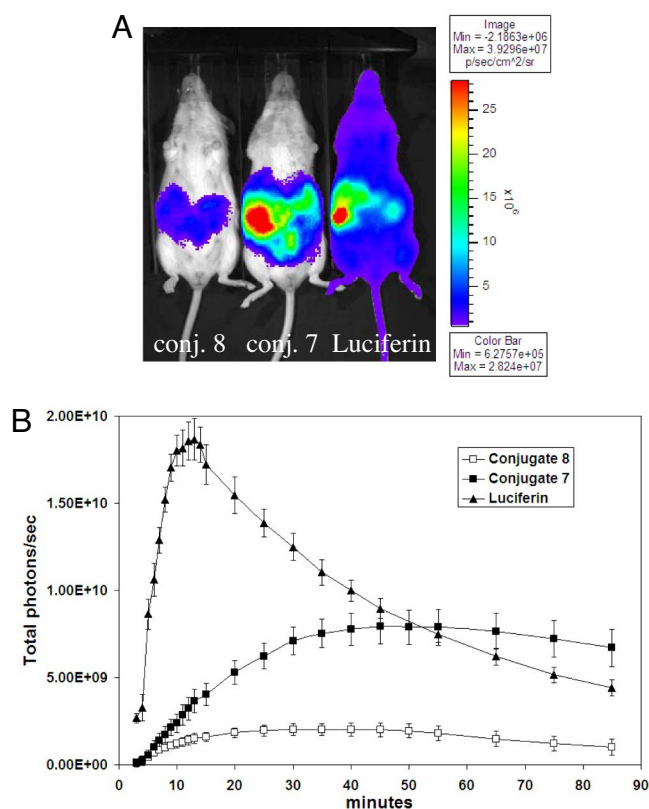 A
Image
Min = -2.1863e+06
Max = 3.9296e+07
p/sec/cm^2/sr
25
20
15
10
5
x10^6
Color Bar
Min = 6.2757e+05
Max = 2.824e+07
conj. 8 conj. 7 Luciferin
B
2.00E+10
1.50E+10
1.00E+10
5.00E+09
0.00E+00
Total photons/sec
Conjugate 8
Conjugate 7
Luciferin
0 10 20 30 40 50 60 70 80 90
minutes